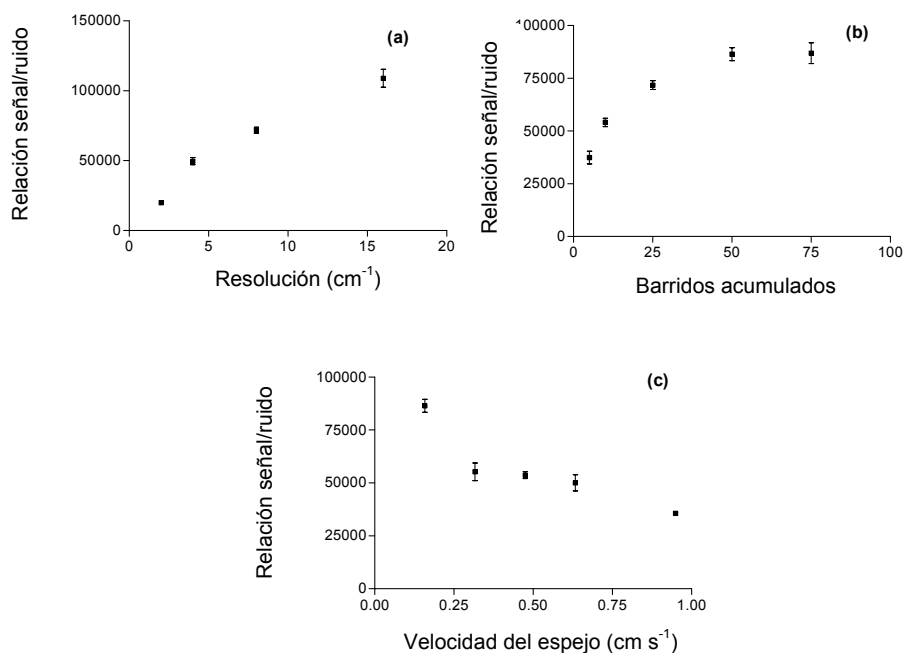 Relación señal/ruido
150000
100000
50000
0
0 5 10 15 20
Resolución (cm-1)
(a)
Relación señal/ruido
100000
75000
50000
25000
0
0 25 50 75 100
Barridos acumulados
(b)
Relación señal/ruido
100000
75000
50000
25000
0
0.00 0.25 0.50 0.75 1.00
Velocidad del espejo (cm s-1)
(c)